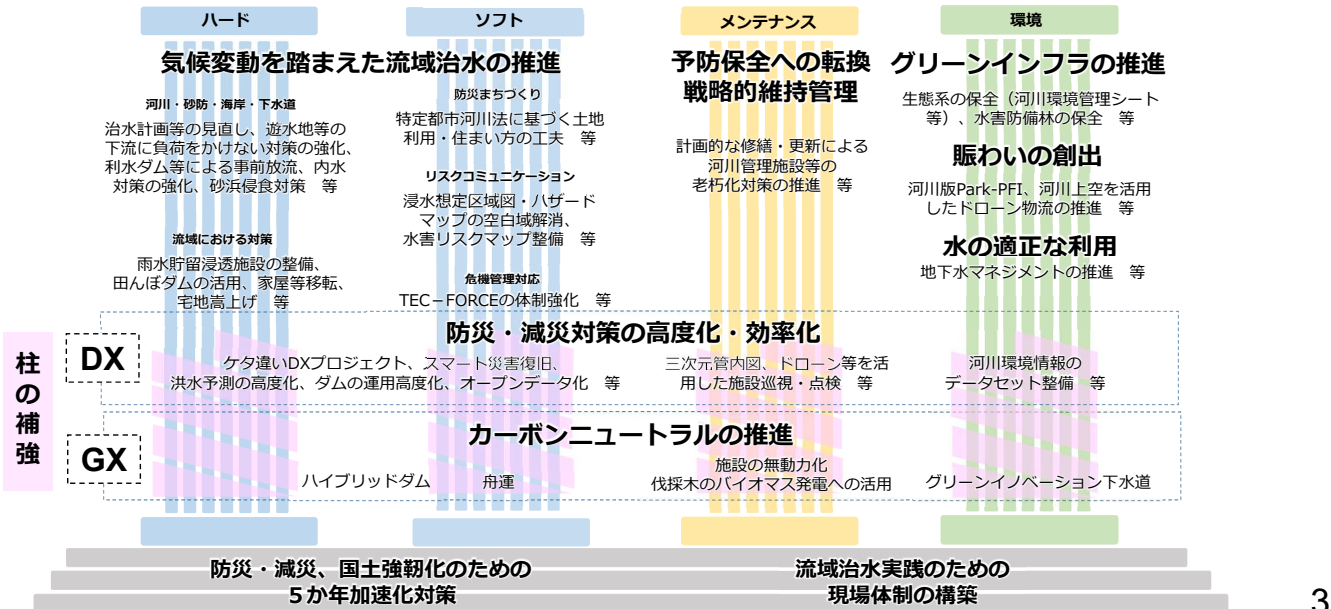 ハード
ソフト
メンテナンス
環境
気候変動を踏まえた流域治水の推進
河川・砂防・海岸・下水道
治水計画等の見直し、遊水地等の
下流に負荷をかけない対策の強化、
利水ダム等による事前放流、内水
対策の強化、砂浜侵食対策　等
流域における対策
雨水貯留浸透施設の整備、
田んぼダムの活用、家屋等移転、
宅地嵩上げ　等
防災まちづくり
特定都市河川法に基づく土地
利用・住まい方の工夫　等
リスクコミュニケーション
浸水想定区域図・ハザード
マップの空白域解消、
水害リスクマップ整備　等
危機管理対応
TEC－FORCEの体制強化　等
予防保全への転換
戦略的維持管理
計画的な修繕・更新による
河川管理施設等の
老朽化対策の推進　等
グリーンインフラの推進
生態系の保全（河川環境管理シート
等）、水害防備林の保全　等
賑わいの創出
河川版Park-PFI、河川上空を活用
したドローン物流の推進　等
水の適正な利用
地下水マネジメントの推進　等
柱の補強
DX
防災・減災対策の高度化・効率化
ケタ違いDXプロジェクト、スマート災害復旧、
洪水予測の高度化、ダムの運用高度化、オープンデータ化　等
三次元管内図、ドローン等を活
用した施設巡視・点検　等
河川環境情報の
データセット整備　等
GX
カーボンニュートラルの推進
ハイブリッドダム
舟運
施設の無動力化
伐採木のバイオマス発電への活用
グリーンイノベーション下水道
防災・減災、国土強靭化のための
５か年加速化対策
流域治水実践のための
現場体制の構築
3